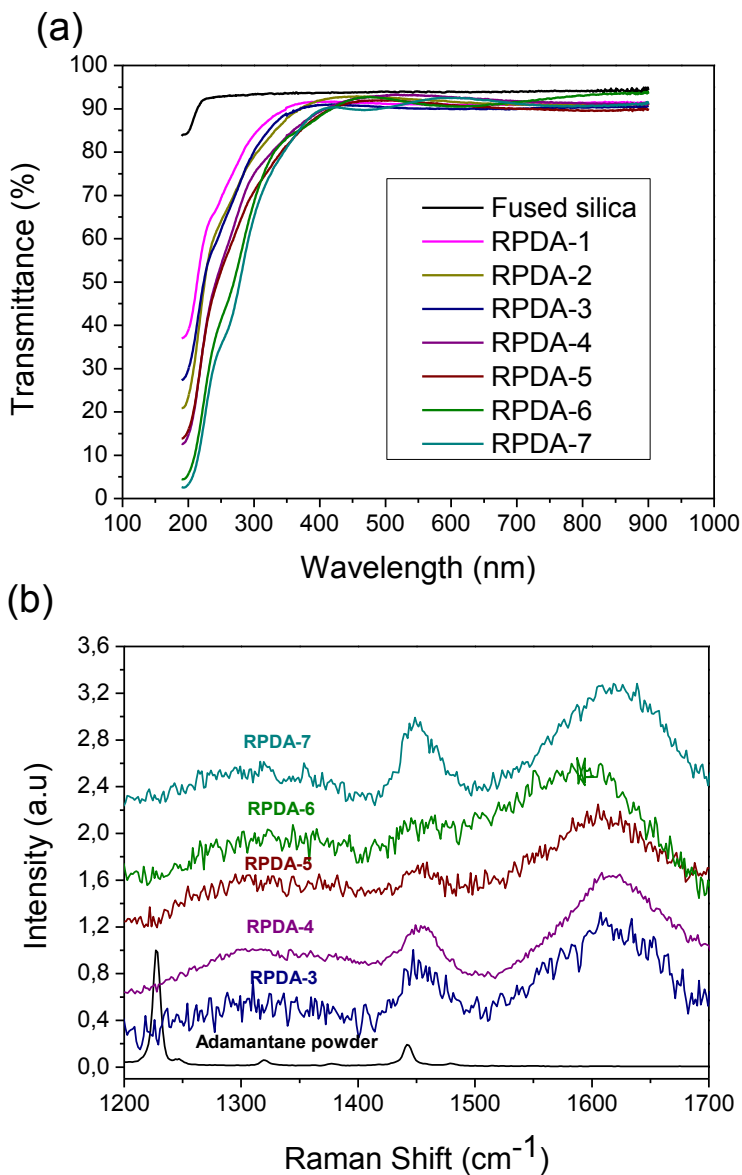 (a)
100
90
80
70
60
50
40
30
20
10
0
Transmittance (%)
Fused silica
RPDA-1
RPDA-2
RPDA-3
RPDA-4
RPDA-5
RPDA-6
RPDA-7
100 200 300 400 500 600 700 800 900 1000
Wavelength (nm)
(b)
3,6
3,2
2,8
2,4
2,0
1,6
1,2
0,8
0,4
0,0
Intensity (a.u)
RPDA-7
RPDA-6
RPDA-5
RPDA-4
RPDA-3
Adamantane powder
1200 1300 1400 1500 1600 1700
Raman Shift (cm-1)